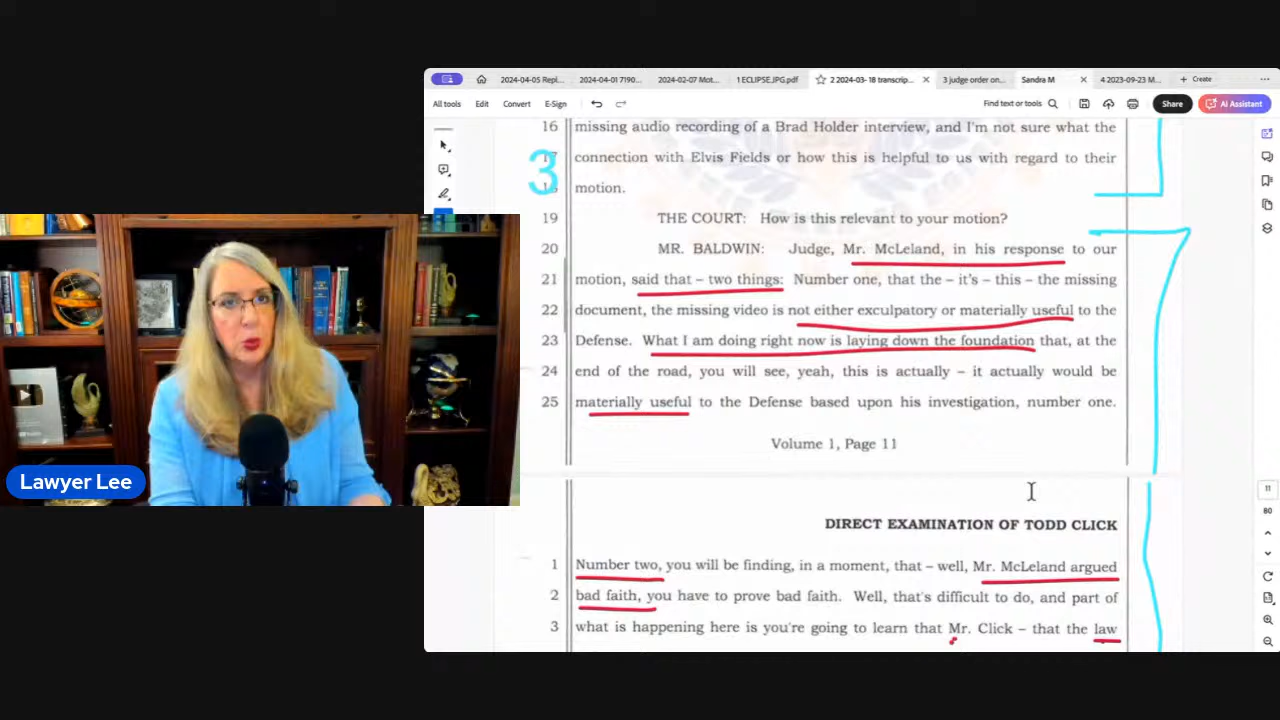 2024-04-05 Repl...
2024-04-01 7190...
2024-02-07 Mot...
1 ECLIPSE.JPG.pdf
2 2024-03- 18 transcrip...
3 judge order on...
Sandra M
4 2023-09-23 M...
Create
All tools
Edit
Convert
E-Sign
Find text or tools
Share
AI Assistant
16 missing audio recording of a Brad Holder interview, and I'm not sure what the
17 connection with Elvis Fields or how this is helpful to us with regard to their
3
motion.
19 THE COURT: How is this relevant to your motion?
20 MR. BALDWIN: Judge, Mr. McLeland, in his response to our
21 motion, said that – two things: Number one, that the – it's – this – the missing
22 document, the missing video is not either exculpatory or materially useful to the
23 Defense. What I am doing right now is laying down the foundation that, at the
24 end of the road, you will see, yeah, this is actually – it actually would be
25 materially useful to the Defense based upon his investigation, number one.
Volume 1, Page 11
DIRECT EXAMINATION OF TODD CLICK
1 Number two, you will be finding, in a moment, that – well, Mr. McLeland argued
2 bad faith, you have to prove bad faith. Well, that's difficult to do, and part of
3 what is happening here is you're going to learn that Mr. Click – that the law
11
80
Lawyer Lee